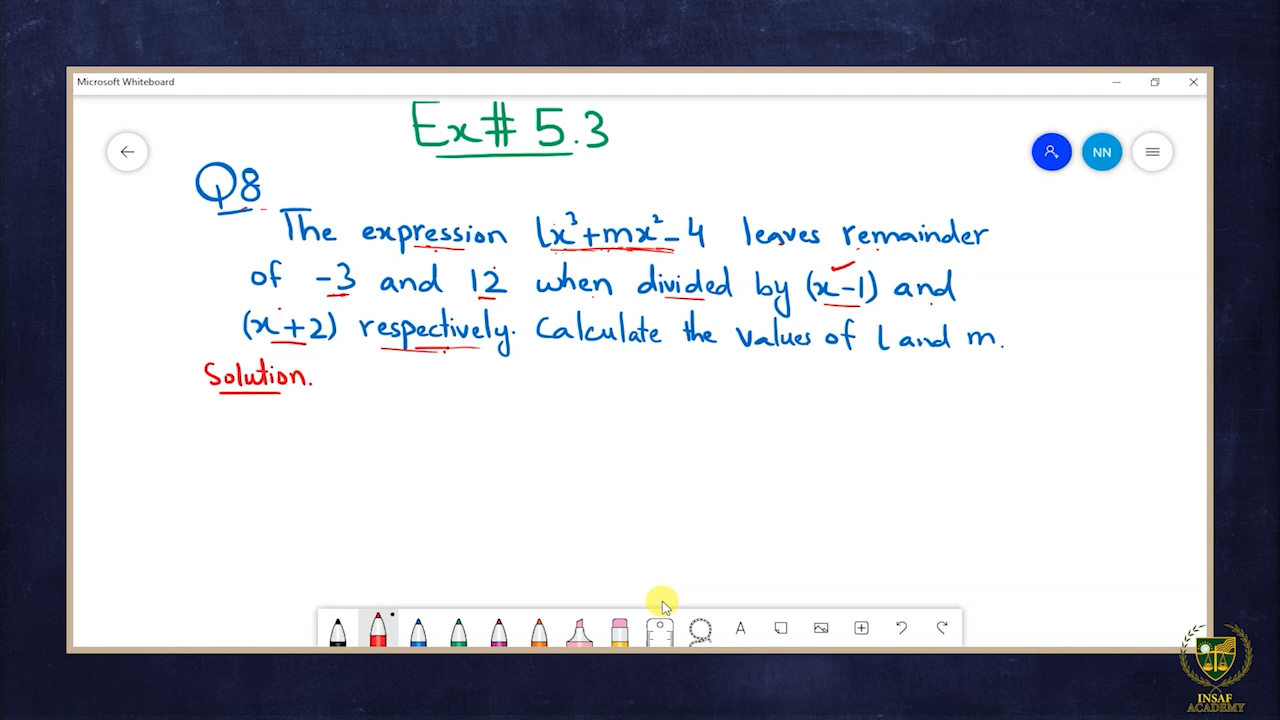 Microsoft Whiteboard
Ex# 5.3
NN
Q8
The expression lx³+mx²-4 leaves remainder
of -3 and 12 when divided by (x-1) and
(x+2) respectively. Calculate the values of l and m.
Solution.
A
INSAF
ACADEMY